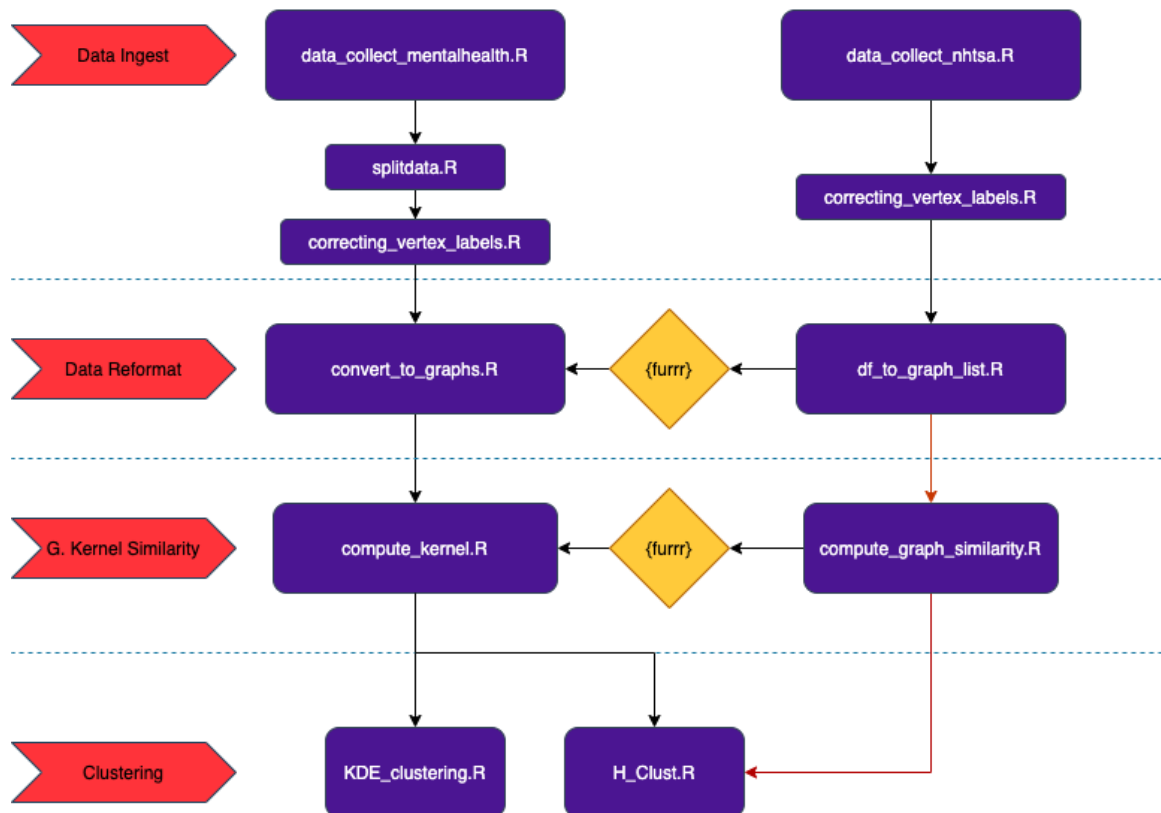 Data Ingest
data_collect_mentalhealth.R
data_collect_nhtsa.R
splitdata.R
correcting_vertex_labels.R
correcting_vertex_labels.R
Data Reformat
convert_to_graphs.R
{furrr}
df_to_graph_list.R
G. Kernel Similarity
compute_kernel.R
{furrr}
compute_graph_similarity.R
Clustering
KDE_clustering.R
H_Clust.R